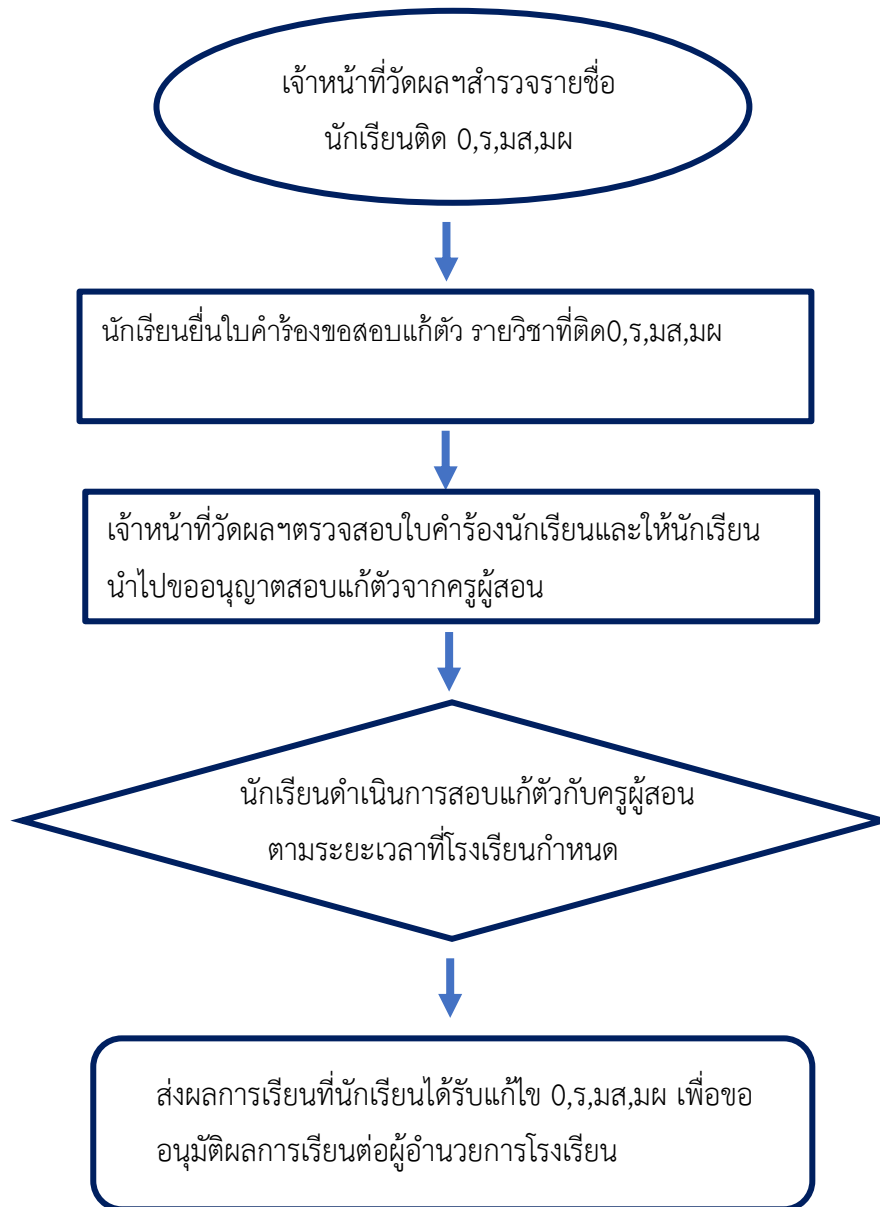 เจ้าหน้าที่วัดผลฯสำรวจรายชื่อ
นักเรียนติด 0,ร,มส,มผ
นักเรียนยื่นใบคำร้องขอสอบแก้ตัว รายวิชาที่ติด0,ร,มส,มผ
เจ้าหน้าที่วัดผลฯตรวจสอบใบคำร้องนักเรียนและให้นักเรียน
นำไปขออนุญาตสอบแก้ตัวจากครูผู้สอน
นักเรียนดำเนินการสอบแก้ตัวกับครูผู้สอน
ตามระยะเวลาที่โรงเรียนกำหนด
ส่งผลการเรียนที่นักเรียนได้รับแก้ไข 0,ร,มส,มผ เพื่อขอ
อนุมัติผลการเรียนต่อผู้อำนวยการโรงเรียน